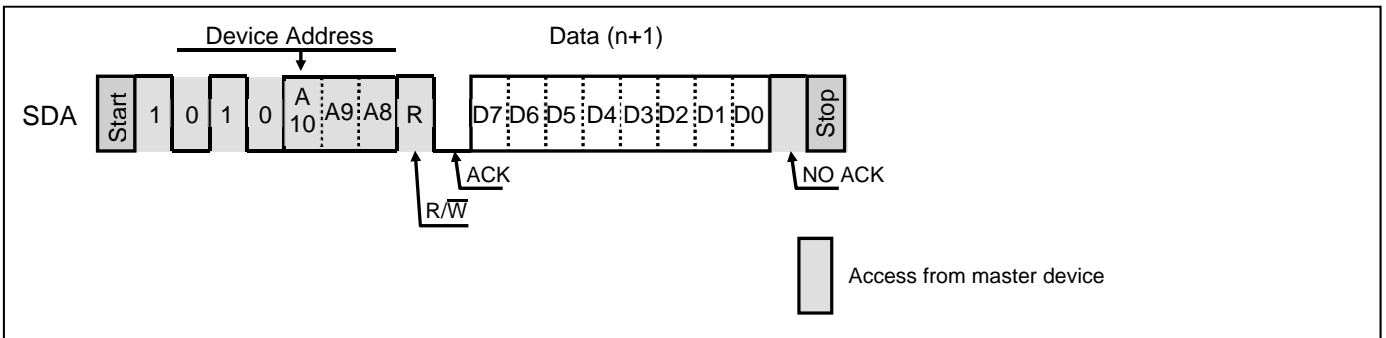 Device Address Data (n+1)
SDA Start 1 0 1 0 A 10 A9 A8 R D7 D6 D5 D4 D3 D2 D1 D0 Stop
ACK NO ACK
R/W̅
Access from master device